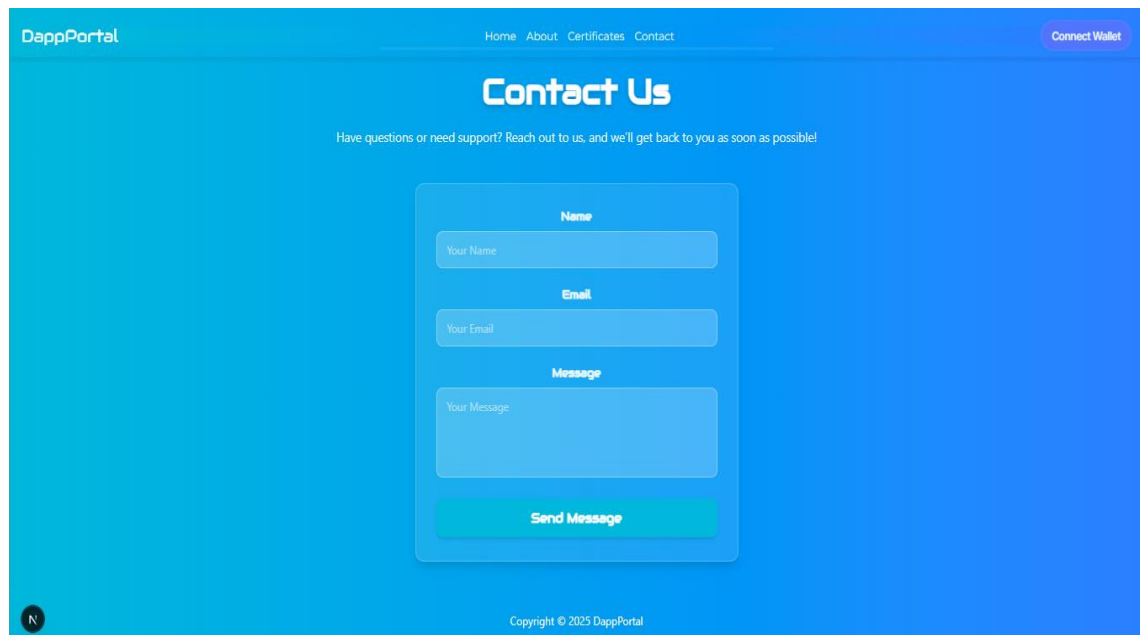 DappPortal
Home About Certificates Contact
Connect Wallet
Contact Us
Have questions or need support? Reach out to us, and we'll get back to you as soon as possible!
Name
Your Name
Email
Your Email
Message
Your Message
Send Message
N
Copyright © 2025 DappPortal